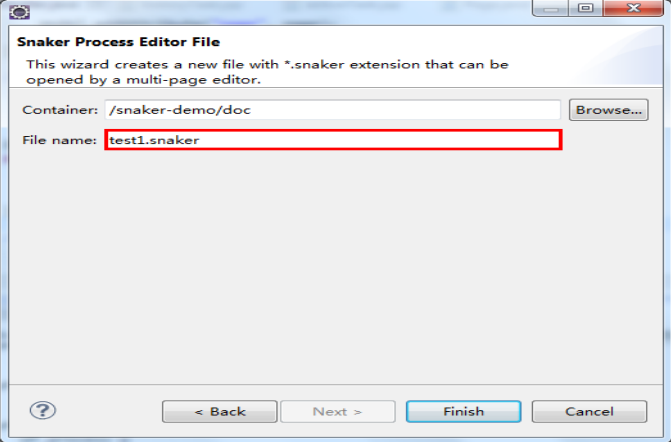 Snaker Process Editor File
This wizard creates a new file with *.snaker extension that can be
opened by a multi-page editor.
Container: /snaker-demo/doc Browse...
File name: test1.snaker
? < Back Next > Finish Cancel